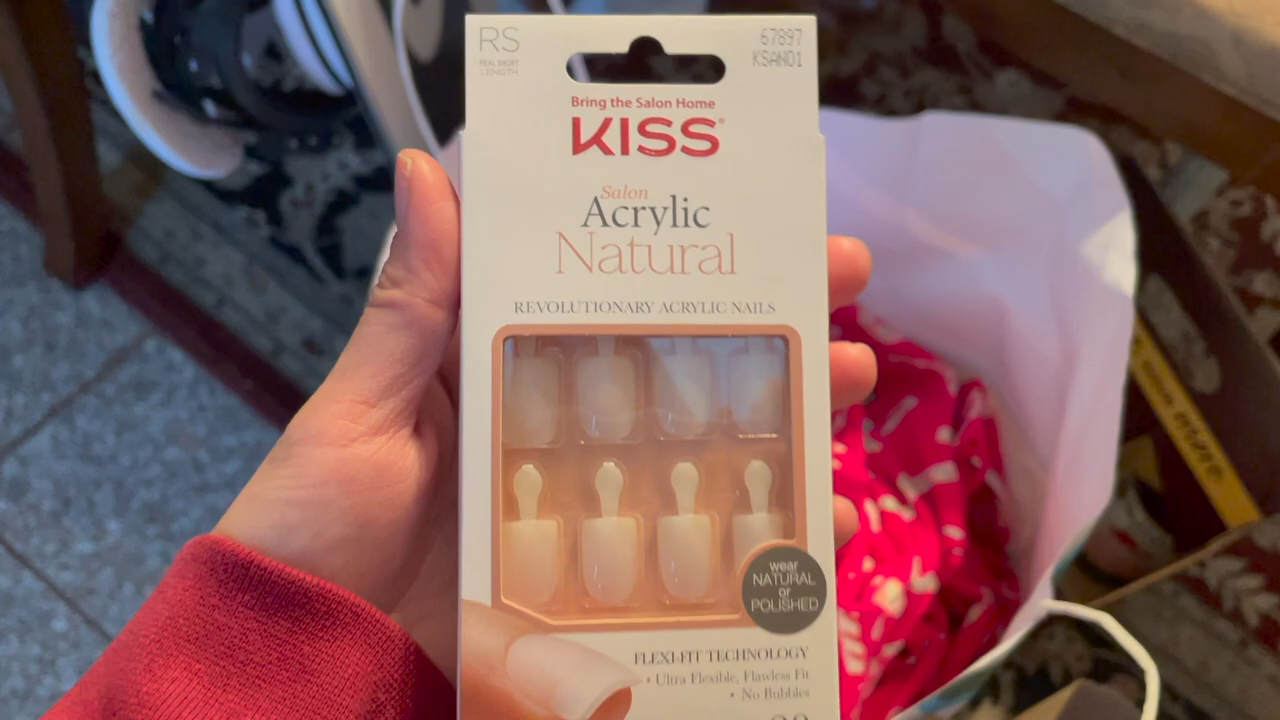 RS
REAL SHORT
LENGTH
67897
KSAN01
Bring the Salon Home
KISS®
Salon
Acrylic
Natural
REVOLUTIONARY ACRYLIC NAILS
wear
NATURAL
or
POLISHED
FLEXI-FIT TECHNOLOGY
• Ultra Flexible, Flawless Fit
• No Bubbles